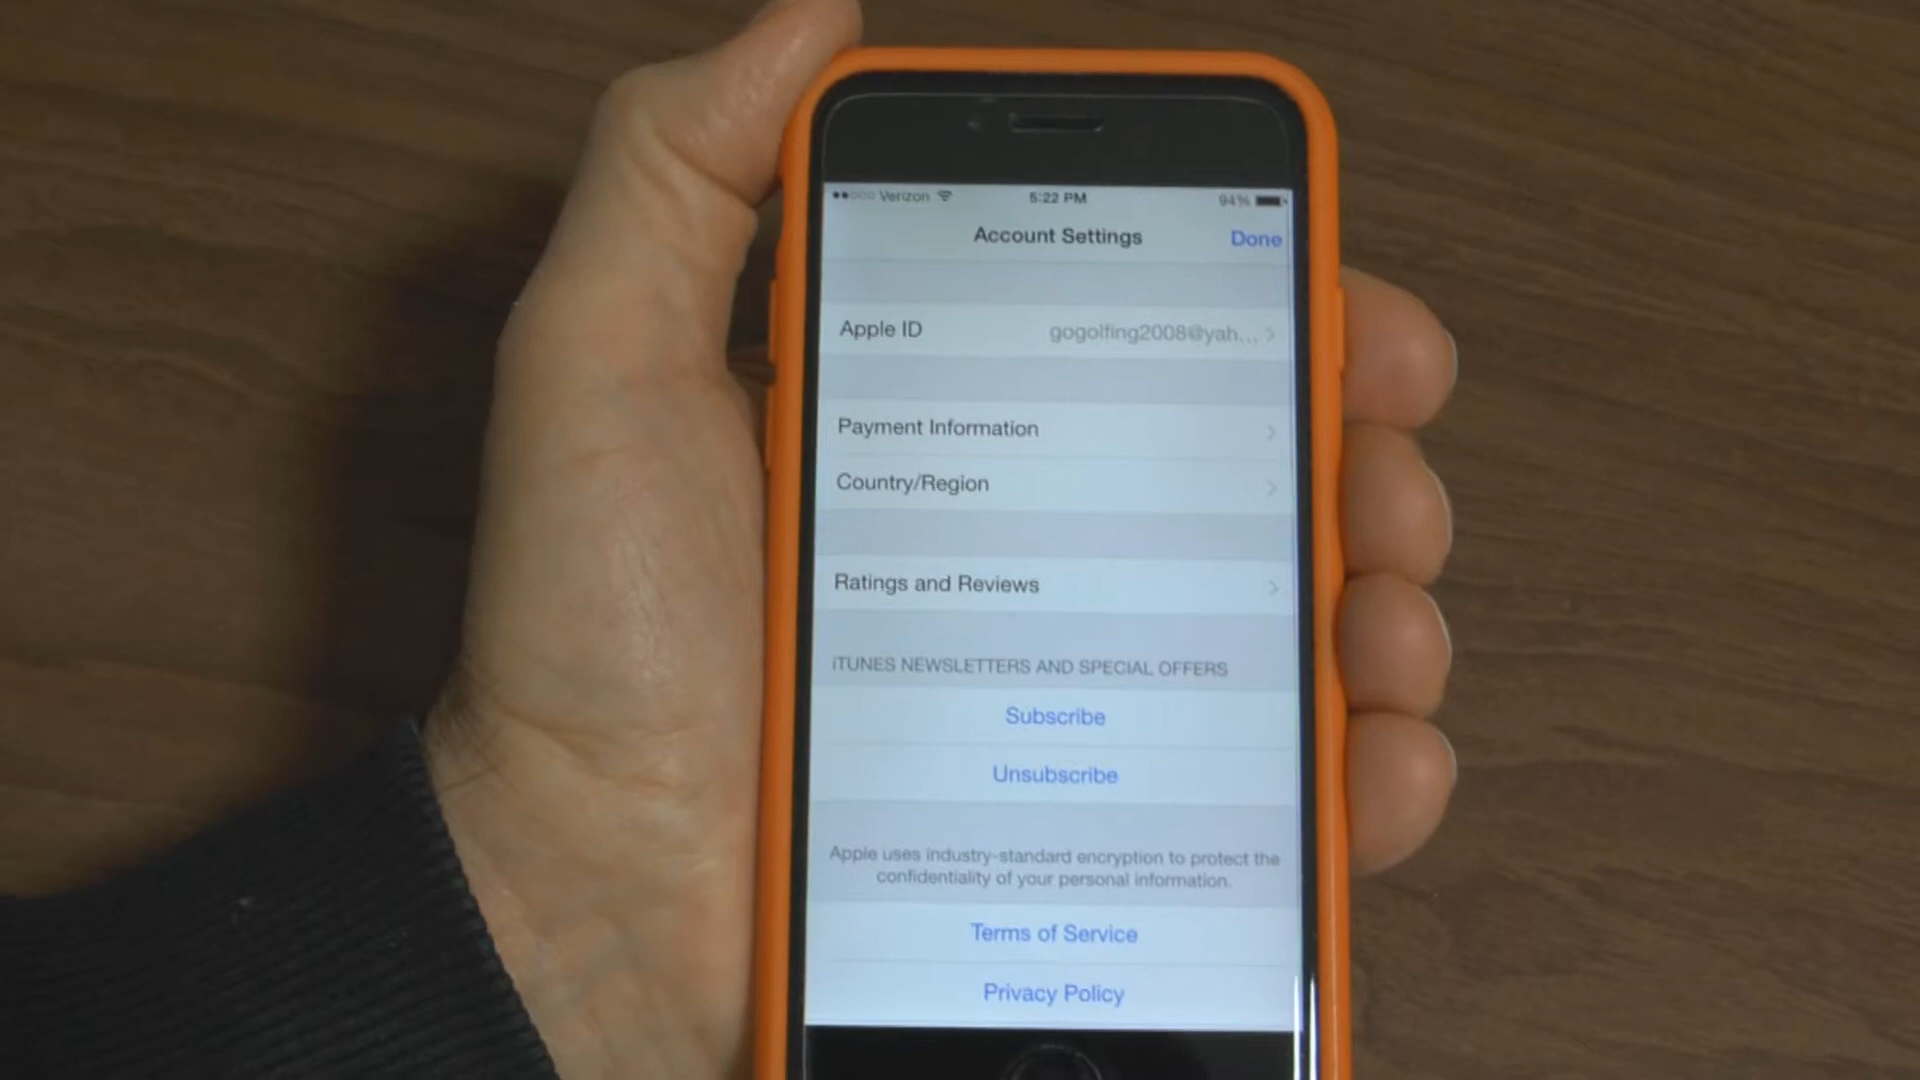 Verizon 5:22 PM 94%
Account Settings Done
Apple ID gogolfing2008@yah...
Payment Information
Country/Region
Ratings and Reviews
iTUNES NEWSLETTERS AND SPECIAL OFFERS
Subscribe
Unsubscribe
Apple uses industry-standard encryption to protect the
confidentiality of your personal information.
Terms of Service
Privacy Policy